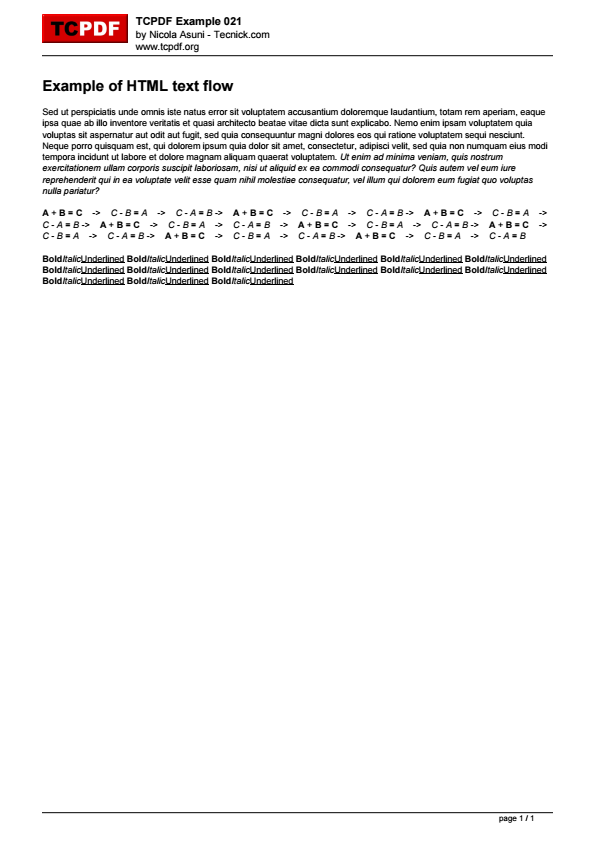 TCPDF
TCPDF Example 021
by Nicola Asuni - Tecnick.com
www.tcpdf.org
Example of HTML text flow
Sed ut perspiciatis unde omnis iste natus error sit voluptatem accusantium doloremque laudantium, totam rem aperiam, eaque
ipsa quae ab illo inventore veritatis et quasi architecto beatae vitae dicta sunt explicabo. Nemo enim ipsam voluptatem quia
voluptas sit aspernatur aut odit aut fugit, sed quia consequuntur magni dolores eos qui ratione voluptatem sequi nesciunt.
Neque porro quisquam est, qui dolorem ipsum quia dolor sit amet, consectetur, adipisci velit, sed quia non numquam eius modi
tempora incidunt ut labore et dolore magnam aliquam quaerat voluptatem. Ut enim ad minima veniam, quis nostrum
exercitationem ullam corporis suscipit laboriosam, nisi ut aliquid ex ea commodi consequatur? Quis autem vel eum iure
reprehenderit qui in ea voluptate velit esse quam nihil molestiae consequatur, vel illum qui dolorem eum fugiat quo voluptas
nulla pariatur?
A + B = C -> C - B = A -> C - A = B -> A + B = C -> C - B = A -> C - A = B -> A + B = C -> C - B = A ->
C - A = B -> A + B = C -> C - B = A -> C - A = B -> A + B = C -> C - B = A -> C - A = B -> A + B = C ->
C - B = A -> C - A = B -> A + B = C -> C - B = A -> C - A = B -> A + B = C -> C - B = A -> C - A = B
BoldItalicUnderlined BoldItalicUnderlined BoldItalicUnderlined BoldItalicUnderlined BoldItalicUnderlined BoldItalicUnderlined
BoldItalicUnderlined BoldItalicUnderlined BoldItalicUnderlined BoldItalicUnderlined BoldItalicUnderlined BoldItalicUnderlined
BoldItalicUnderlined BoldItalicUnderlined BoldItalicUnderlined
page 1 / 1